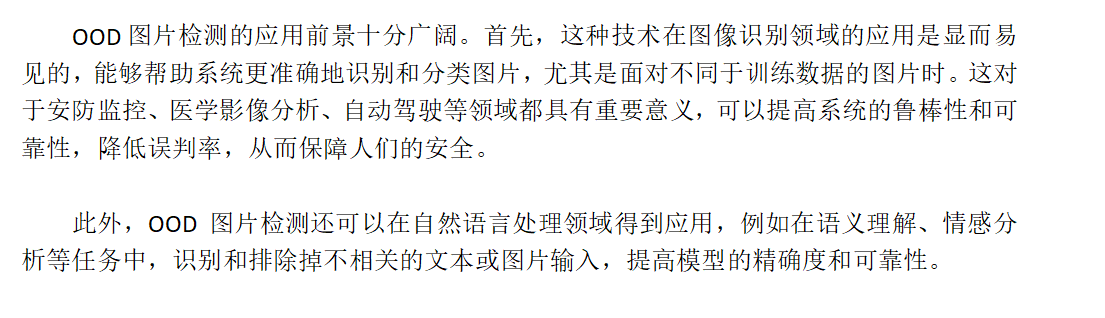 OOD 图片检测的应用前景十分广阔。首先，这种技术在图像识别领域的应用是显而易
见的，能够帮助系统更准确地识别和分类图片，尤其是面对不同于训练数据的图片时。这对
于安防监控、医学影像分析、自动驾驶等领域都具有重要意义，可以提高系统的鲁棒性和可
靠性，降低误判率，从而保障人们的安全。
此外，OOD 图片检测还可以在自然语言处理领域得到应用，例如在语义理解、情感分
析等任务中，识别和排除掉不相关的文本或图片输入，提高模型的精确度和可靠性。